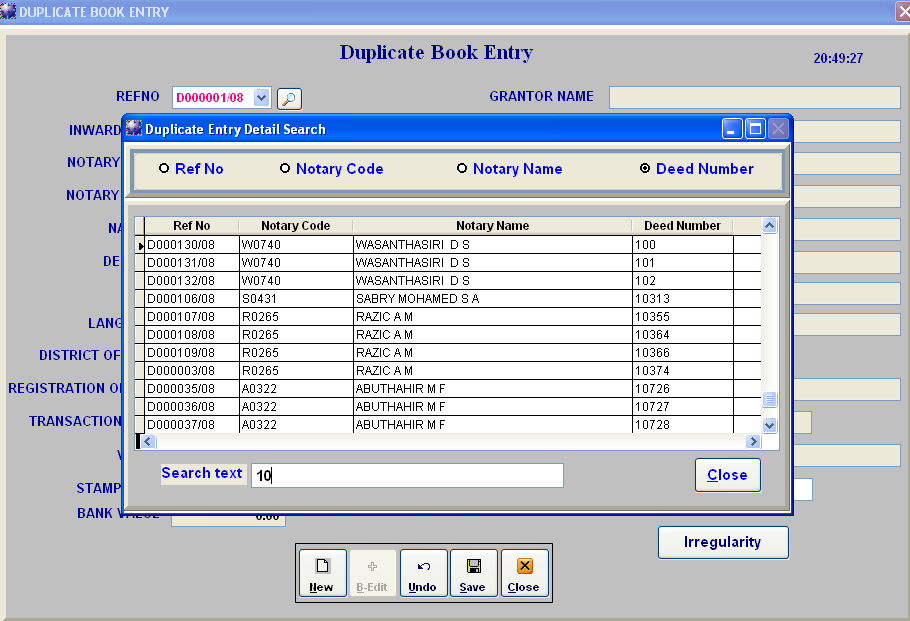 DUPLICATE BOOK ENTRY
Duplicate Book Entry
20:49:27
REFNO D000001/08 GRANTOR NAME
INWARD
Duplicate Entry Detail Search
NOTARY
Ref No Notary Code Notary Name Deed Number
NOTARY
Ref No Notary Code Notary Name Deed Number
D000130/08 W0740 WASANTHASIRI D S 100
D000131/08 W0740 WASANTHASIRI D S 101
D000132/08 W0740 WASANTHASIRI D S 102
D000106/08 S0431 SABRY MOHAMED S A 10313
D000107/08 R0265 RAZIC A M 10355
LANG
D000108/08 R0265 RAZIC A M 10364
D000109/08 R0265 RAZIC A M 10366
DISTRICT OF
D000003/08 R0265 RAZIC A M 10374
REGISTRATION
D000035/08 A0322 ABUTHAHIR M F 10726
D000036/08 A0322 ABUTHAHIR M F 10727
TRANSACTION
D000037/08 A0322 ABUTHAHIR M F 10728
Search text 10 Close
STAMP
BANK VALUE 0.00
Irregularity
New B-Edit Undo Save Close